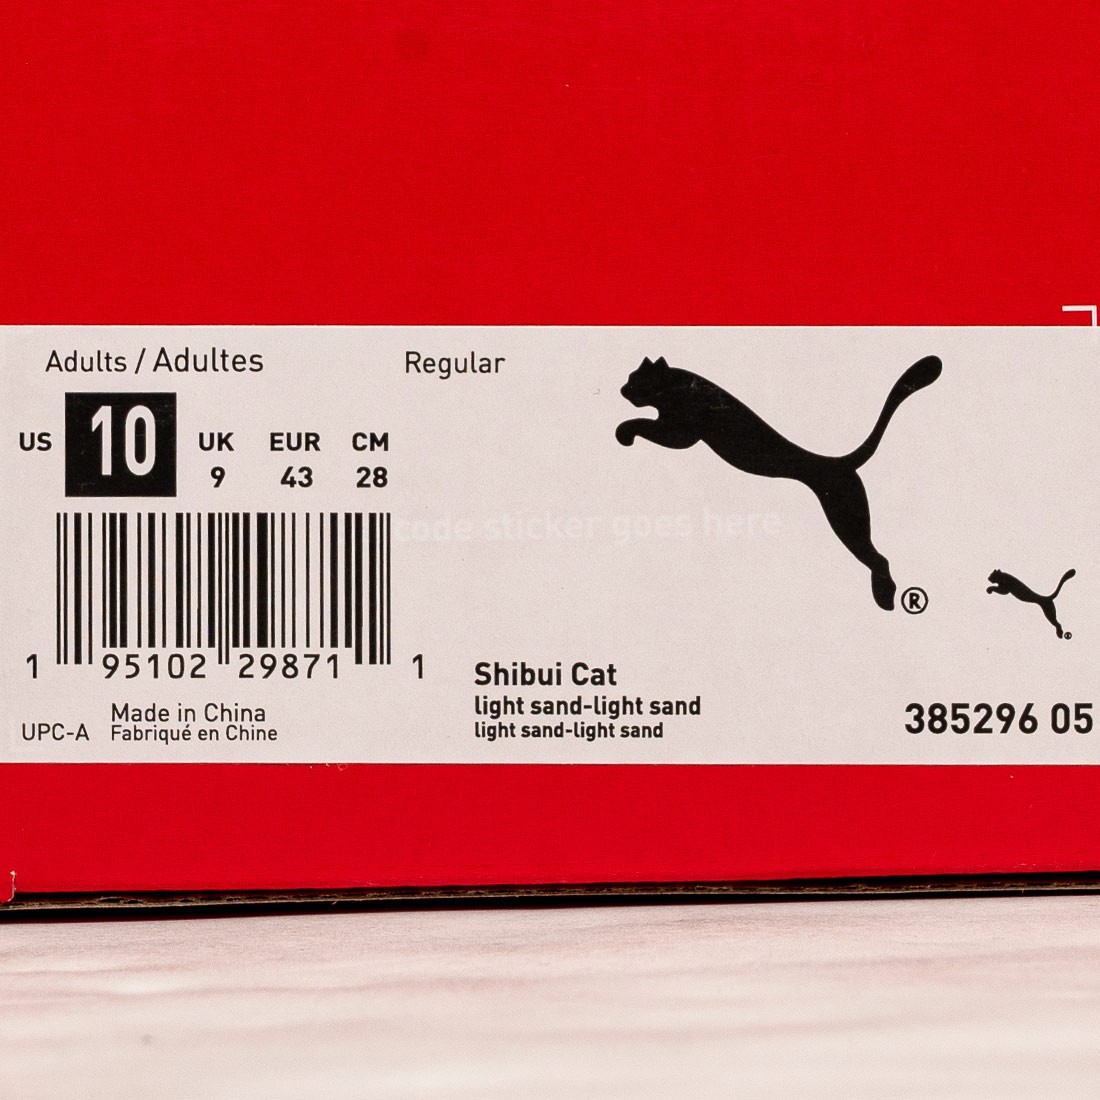 Adults / Adultes
Regular
US 10
UK EUR CM
9 43 28
code sticker goes here
®
1 95102 29871 1
UPC-A
Made in China
Fabriqué en Chine
Shibui Cat
light sand-light sand
light sand-light sand
385296 05